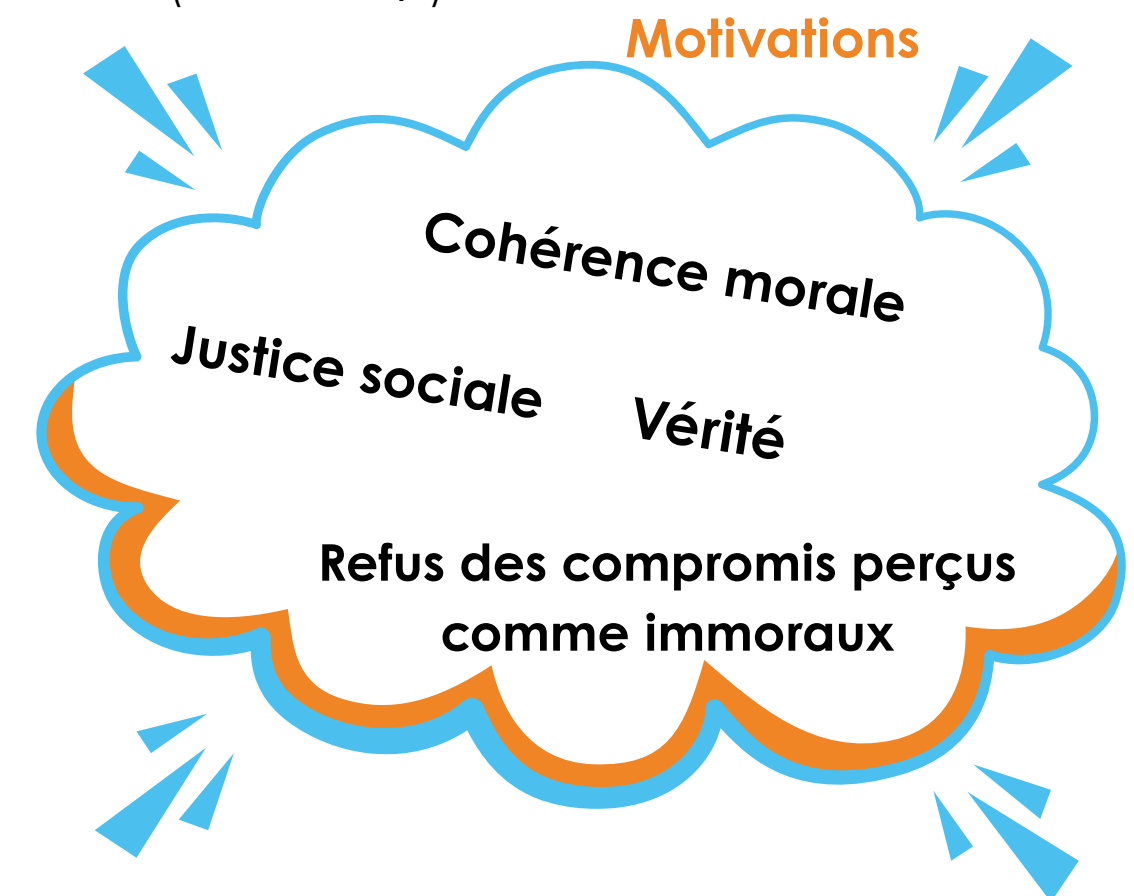 Motivations
Cohérence morale
Justice sociale
Vérité
Refus des compromis perçus
comme immoraux